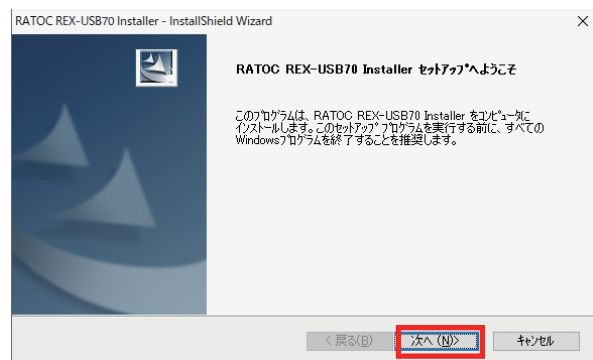 RATOC REX-USB70 Installer - InstallShield Wizard
RATOC REX-USB70 Installer セットアップへようこそ
このプログラムは、RATOC REX-USB70 Installer をコンピュータに
インストールします。このセットアップ プログラムを実行する前に、すべての
Windowsプログラムを終了することを推奨します。
< 戻る(B)
次へ (N)>
キャンセル